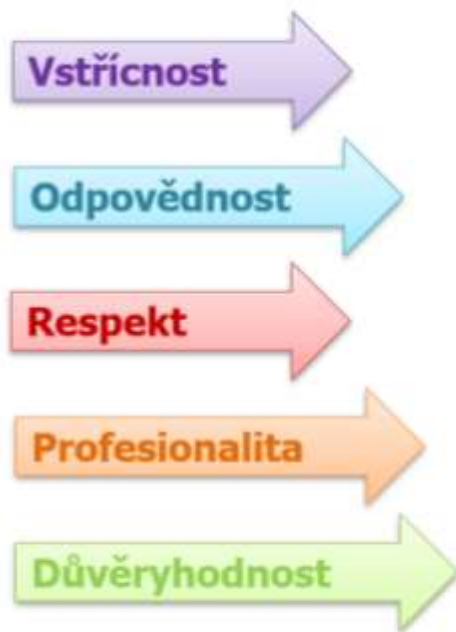 Vstřícnost
Odpovědnost
Respekt
Profesionalita
Důvěryhodnost